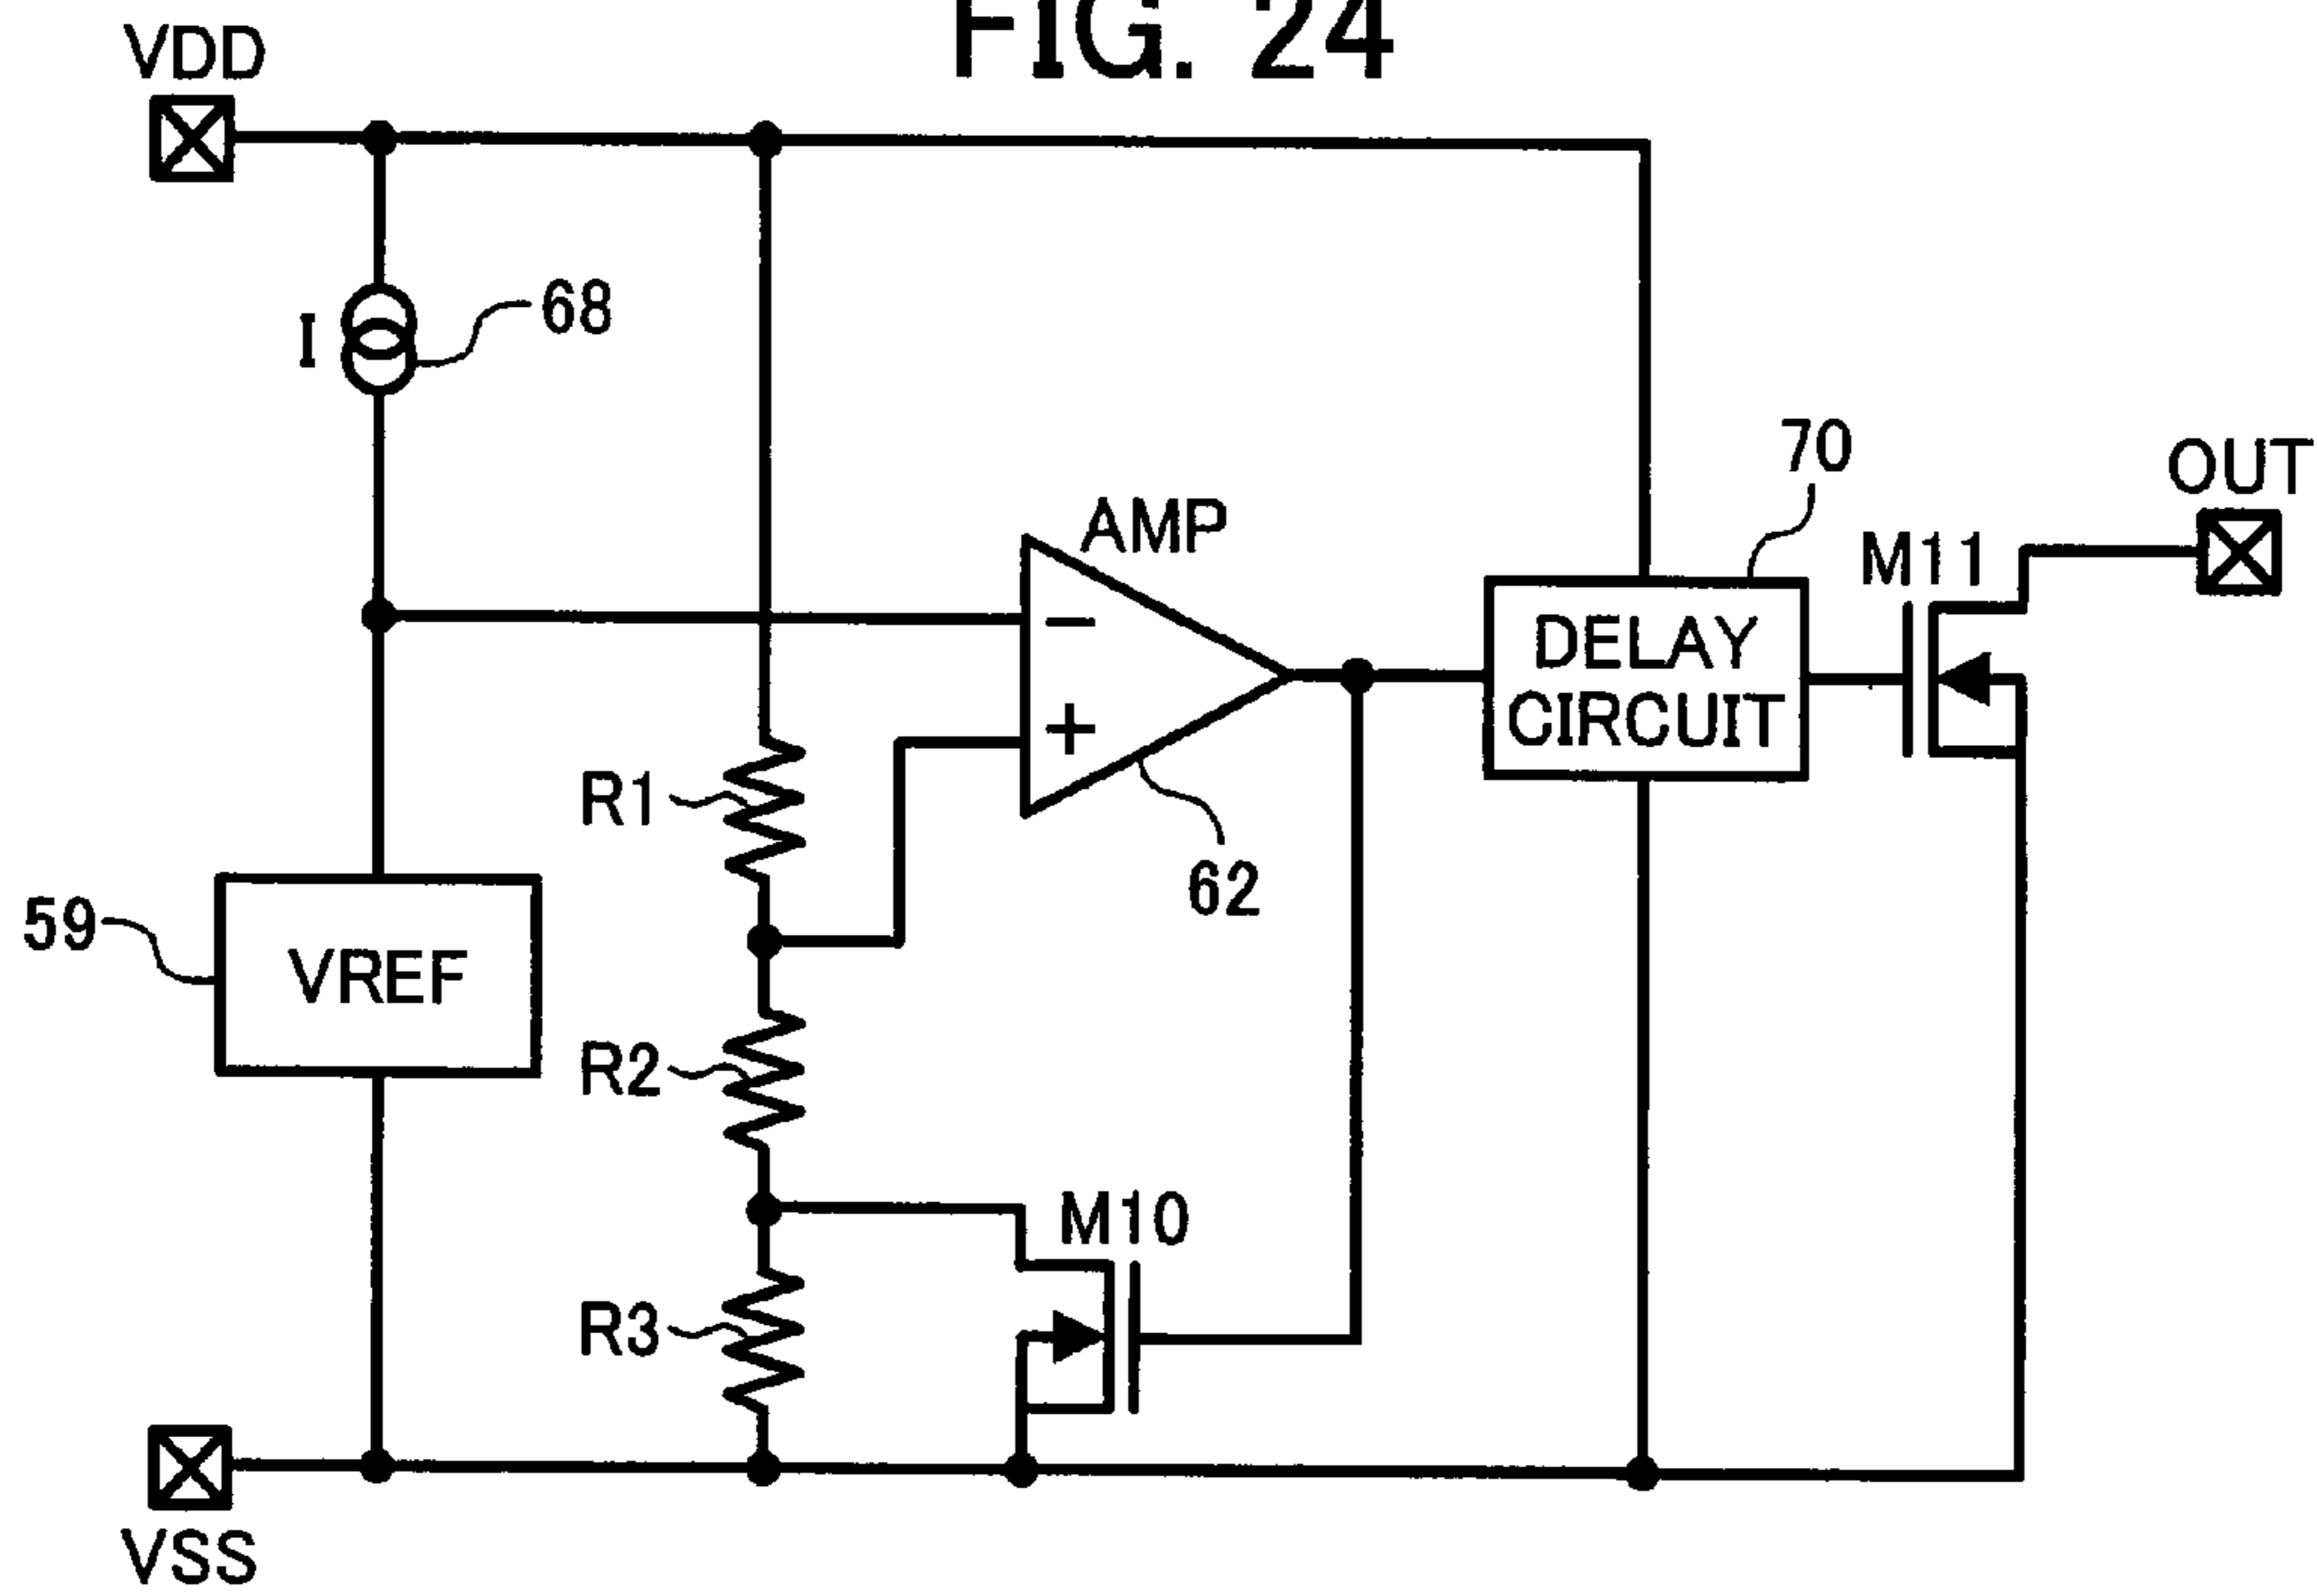 FIG. 24
VDD
I
68
70
OUT
AMP
M11
−
+
DELAY
CIRCUIT
R1
62
59
VREF
R2
M10
R3
VSS